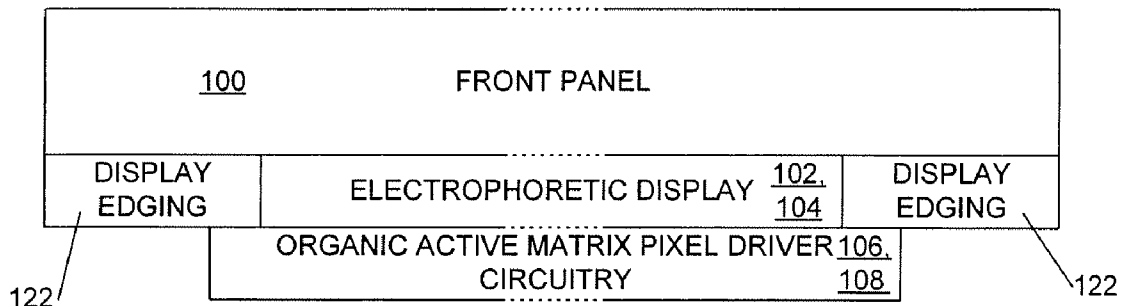 100 FRONT PANEL
DISPLAY EDGING
ELECTROPHORETIC DISPLAY 102, 104
DISPLAY EDGING
ORGANIC ACTIVE MATRIX PIXEL DRIVER CIRCUITRY 106, 108
122
122